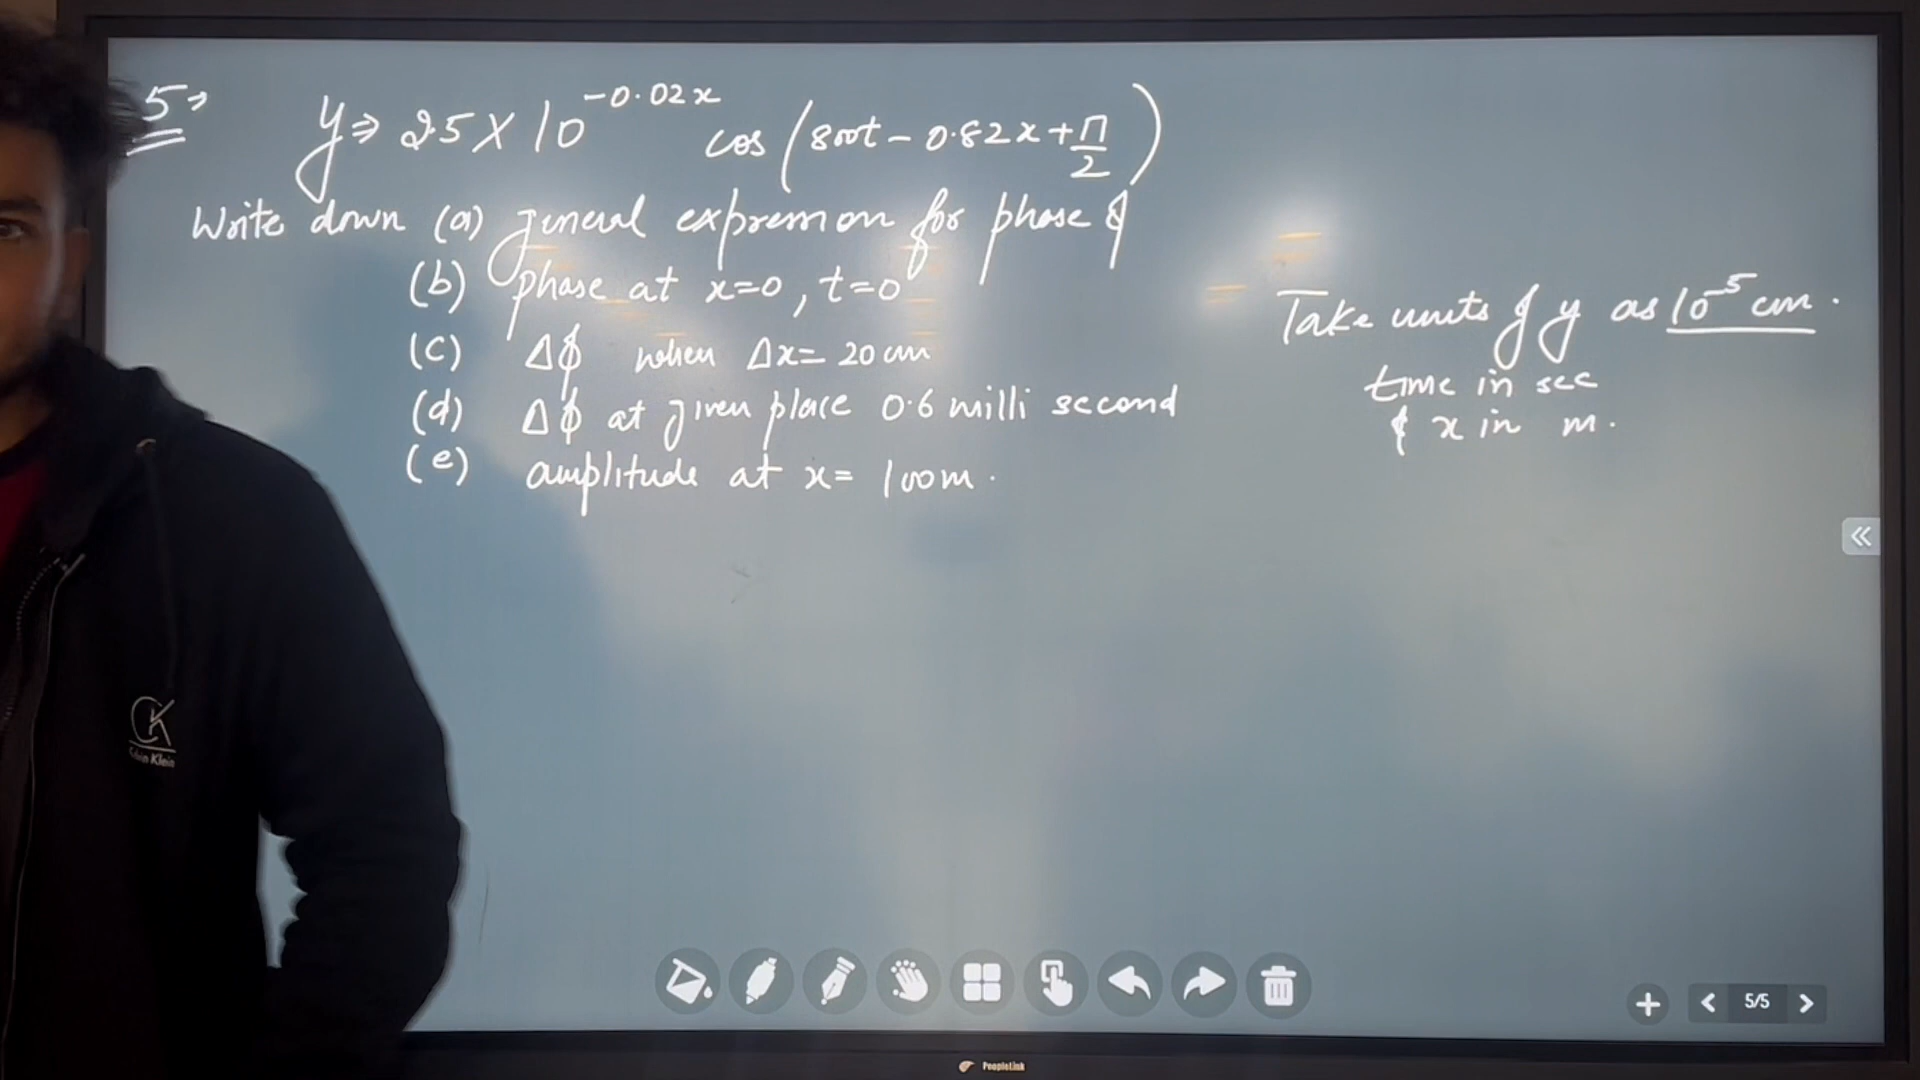 5→ y ⇒ 25 X 10^{-0.02x} cos (800t - 0.82x + π/2)
Write down (a) general expression for phase φ
(b) phase at x=0, t=0
(c) Δφ when Δx= 20 cm
(d) Δφ at given place 0.6 milli second
(e) amplitude at x= 100m.
Take units of y as 10^{-5} cm.
time in sec
& x in m.
CK
Calvin Klein
5/5
PeopleLink